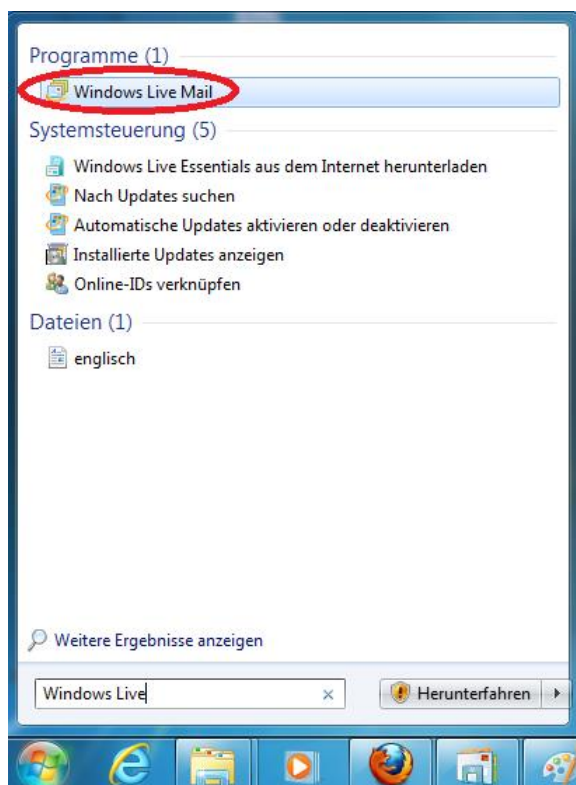 Programme (1)
Windows Live Mail
Systemsteuerung (5)
Windows Live Essentials aus dem Internet herunterladen
Nach Updates suchen
Automatische Updates aktivieren oder deaktivieren
Installierte Updates anzeigen
Online-IDs verknüpfen
Dateien (1)
englisch
Weitere Ergebnisse anzeigen
Windows Live
Herunterfahren